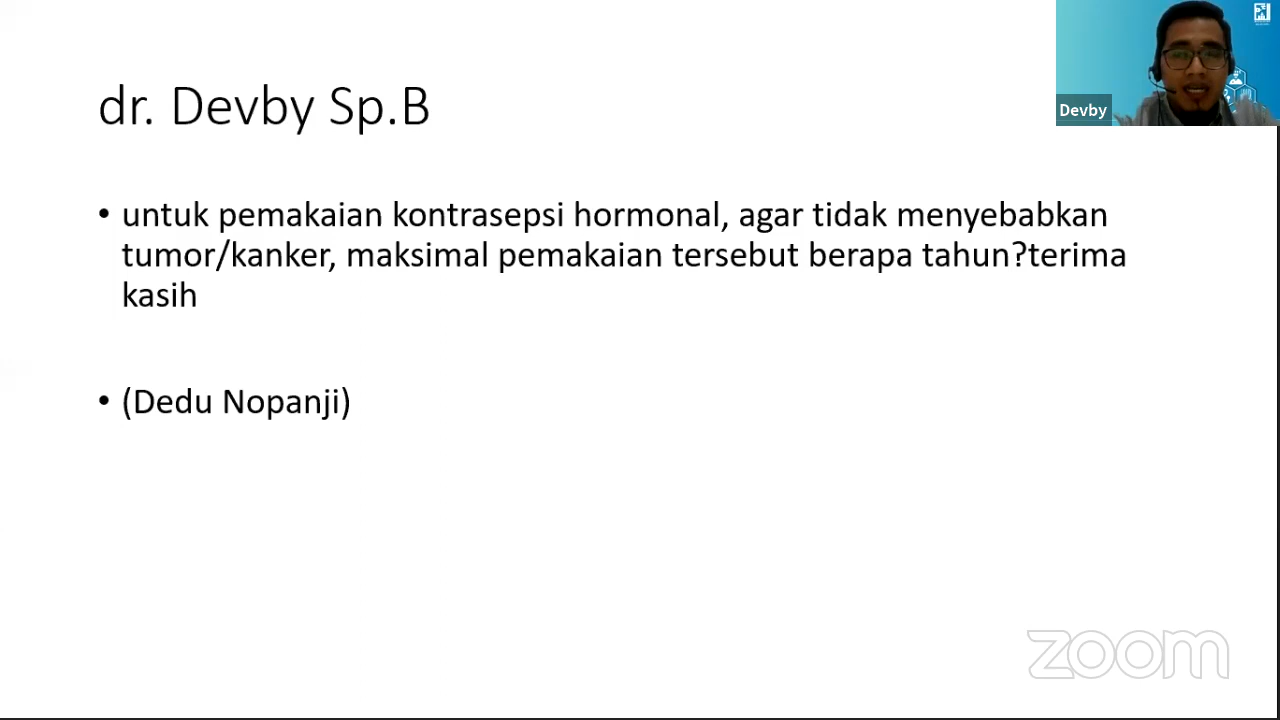 dr. Devby Sp.B
Devby
• untuk pemakaian kontrasepsi hormonal, agar tidak menyebabkan
tumor/kanker, maksimal pemakaian tersebut berapa tahun?terima
kasih
• (Dedu Nopanji)
zoom